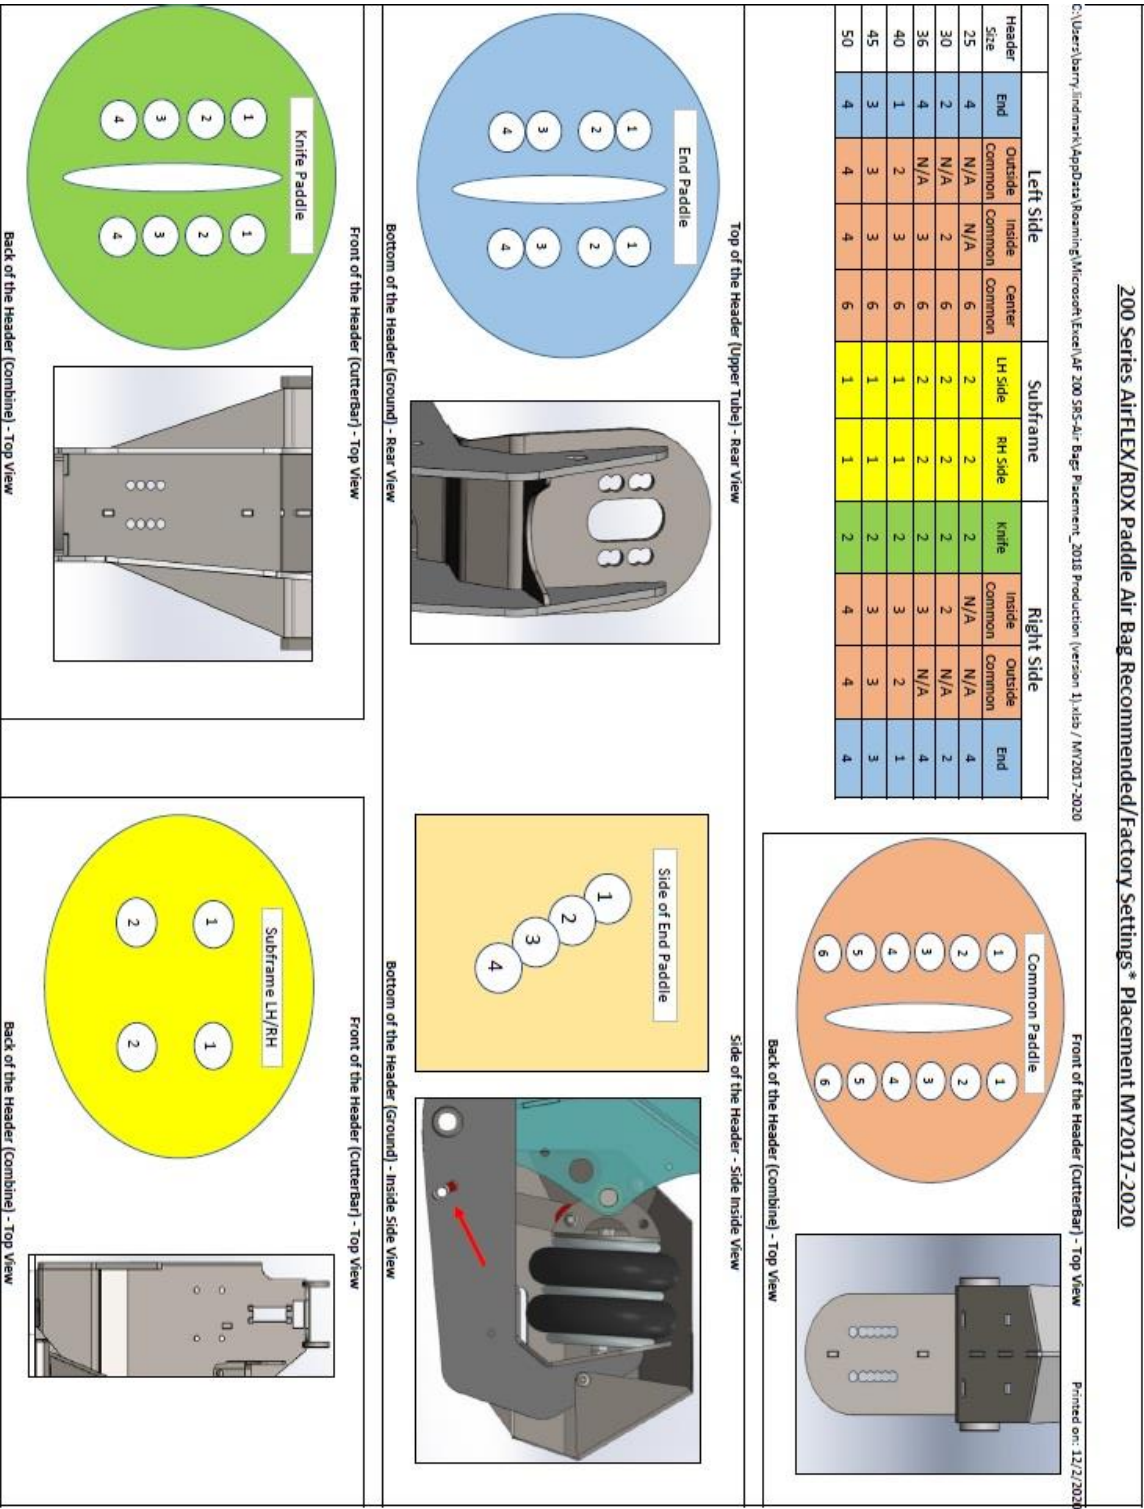 200 Series AirFLEX/RDX Paddle Air Bag Recommended/Factory Settings* Placement MY2017-2020
C:\Users\barry.lindmark\AppData\Roaming\Microsoft\Excel\AF 200 SRS-Air Bags Placement_2018 Production (version 1).xlsb / MY2017-2020
Printed on: 12/2/2020
Left Side Subframe Right Side
Header Size End Outside Common Inside Common Center Common LH Side RH Side Knife Inside Common Outside Common End
25 4 N/A N/A 6 2 2 2 N/A N/A 4
30 2 N/A 2 6 2 2 2 2 N/A 2
36 4 N/A 3 6 2 2 2 3 N/A 4
40 1 2 3 6 1 1 2 3 2 1
45 3 3 3 6 1 1 2 3 3 3
50 4 4 4 6 1 1 2 4 4 4
Front of the Header (CutterBar) - Top View
Common Paddle
1 1
2 2
3 3
4 4
5 5
6 6
Back of the Header (Combine) - Top View
Top of the Header (Upper Tube) - Rear View
End Paddle
1 1
2 2
3 3
4 4
Bottom of the Header (Ground) - Rear View
Side of the Header - Side Inside View
Side of End Paddle
1
2
3
4
Bottom of the Header (Ground) - Inside Side View
Front of the Header (CutterBar) - Top View
Knife Paddle
1 1
2 2
3 3
4 4
Back of the Header (Combine) - Top View
Front of the Header (CutterBar) - Top View
Subframe LH/RH
1 1
2 2
Back of the Header (Combine) - Top View